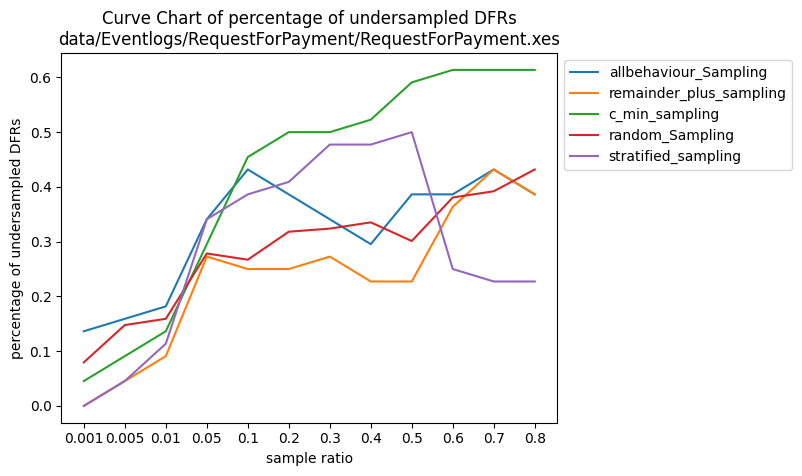 Curve Chart of percentage of undersampled DFRs
data/Eventlogs/RequestForPayment/RequestForPayment.xes
percentage of undersampled DFRs
0.6
0.5
0.4
0.3
0.2
0.1
0.0
0.001 0.005 0.01 0.05 0.1 0.2 0.3 0.4 0.5 0.6 0.7 0.8
sample ratio
allbehaviour_Sampling
remainder_plus_sampling
c_min_sampling
random_Sampling
stratified_sampling